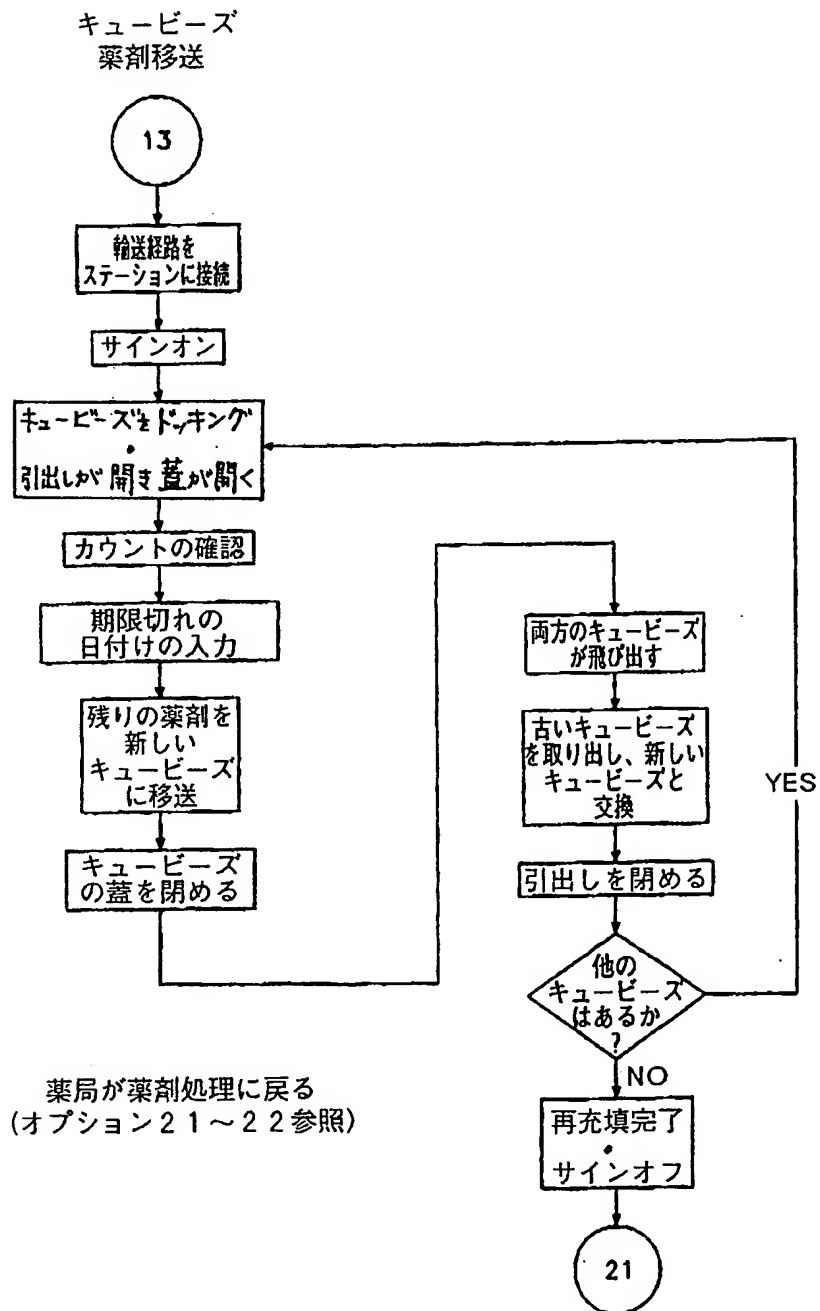 キュービーズ
薬剤移送
13
輸送経路を
ステーションに接続
サインオン
キュービーズをドッキング
・
引出しが開き蓋が開く
カウントの確認
期限切れの
日付けの入力
残りの薬剤を
新しい
キュービーズ
に移送
キュービーズ
の蓋を閉める
両方のキュービーズ
が飛び出す
古いキュービーズ
を取り出し、新しい
キュービーズと
交換
引出しを閉める
他の
キュービーズ
はあるか
?
YES
NO
再充填完了
・
サインオフ
21
薬局が薬剤処理に戻る
(オプション21～22参照)